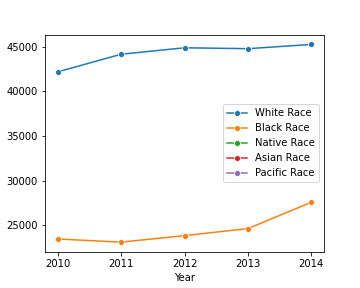 45000
40000
35000
30000
25000
White Race
Black Race
Native Race
Asian Race
Pacific Race
2010 2011 2012 2013 2014
Year